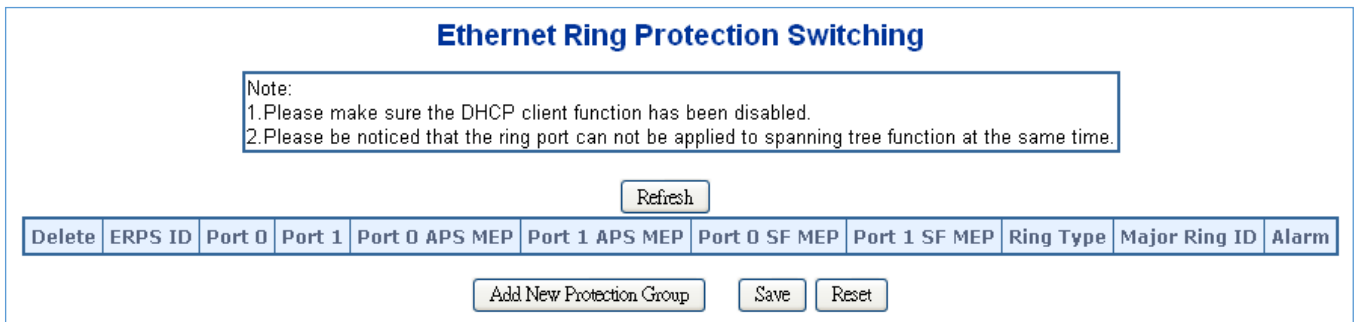 Ethernet Ring Protection Switching
Note:
1.Please make sure the DHCP client function has been disabled.
2.Please be noticed that the ring port can not be applied to spanning tree function at the same time.
Refresh
Delete ERPS ID Port 0 Port 1 Port 0 APS MEP Port 1 APS MEP Port 0 SF MEP Port 1 SF MEP Ring Type Major Ring ID Alarm
Add New Protection Group Save Reset